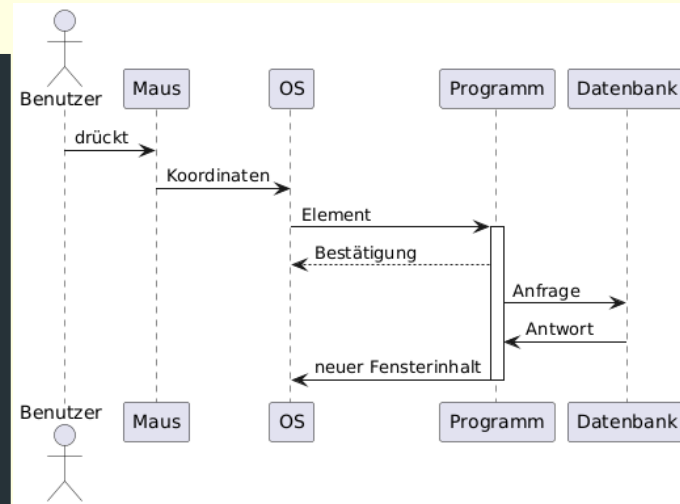 Benutzer
Maus
OS
Programm
Datenbank
drückt
Koordinaten
Element
Bestätigung
Anfrage
Antwort
neuer Fensterinhalt
Benutzer
Maus
OS
Programm
Datenbank